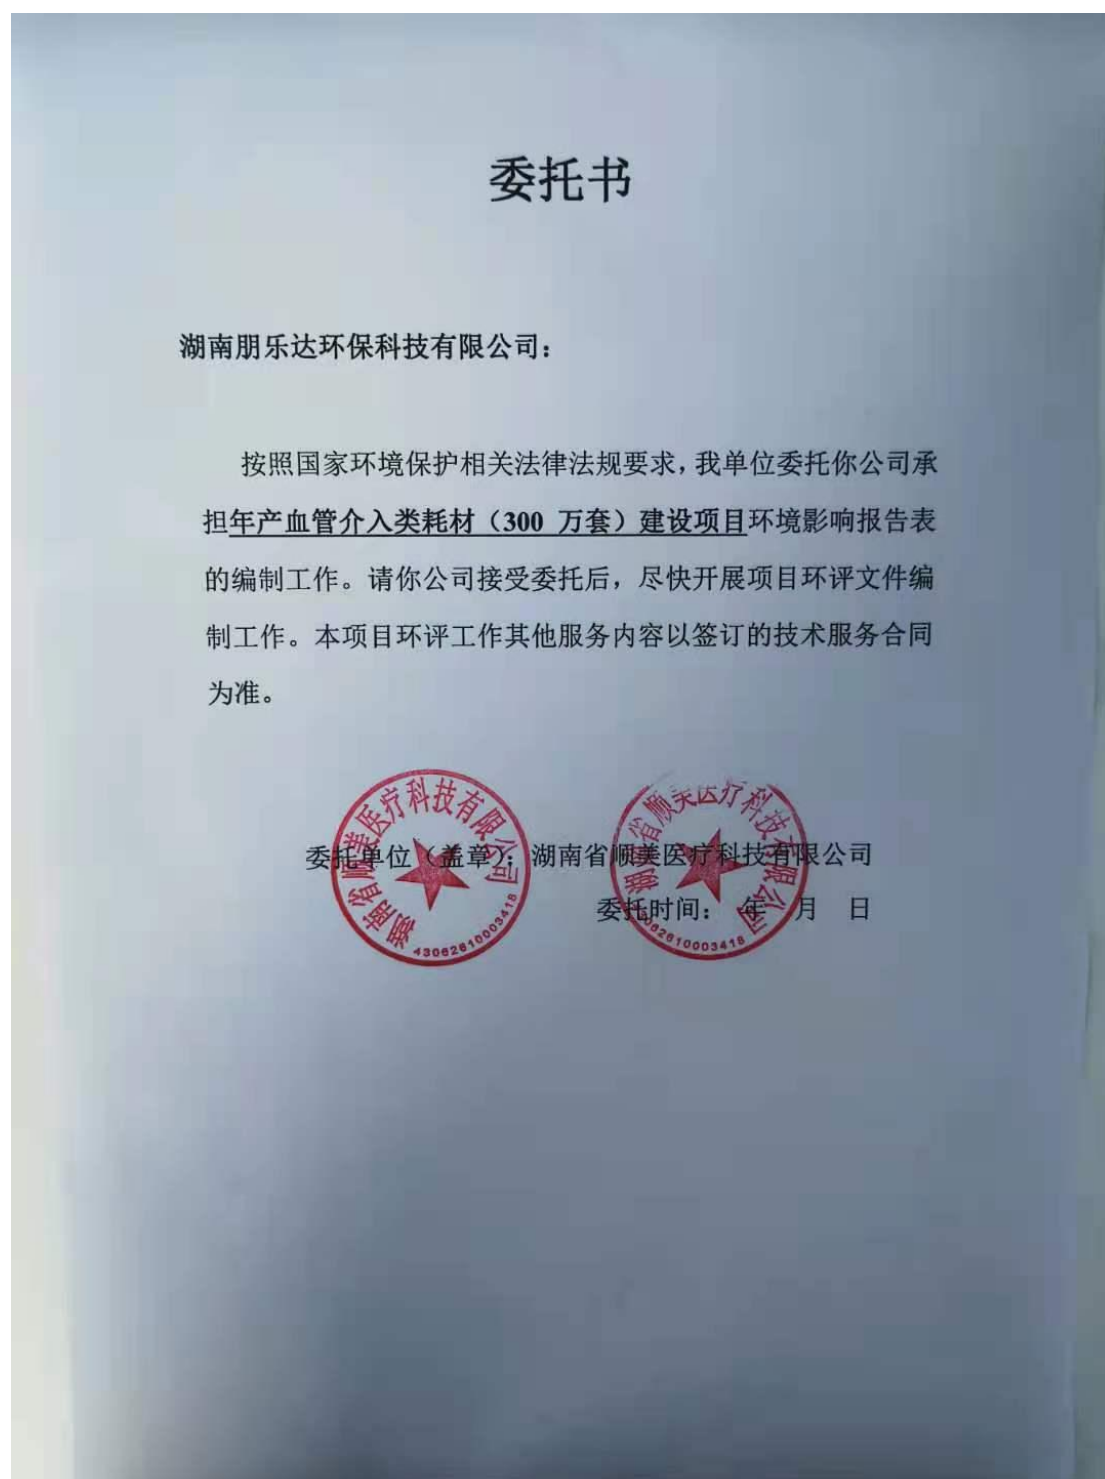 委托书
湖南朋乐达环保科技有限公司：
按照国家环境保护相关法律法规要求，我单位委托你公司承
担年产血管介入类耗材（300 万套）建设项目环境影响报告表
的编制工作。请你公司接受委托后，尽快开展项目环评文件编
制工作。本项目环评工作其他服务内容以签订的技术服务合同
为准。
委托单位（盖章）：湖南省顺美医疗科技有限公司
委托时间： 年 月 日
湖南省顺美医疗科技有限公司
43062610003418
湖南省顺美医疗科技有限公司
43062610003418